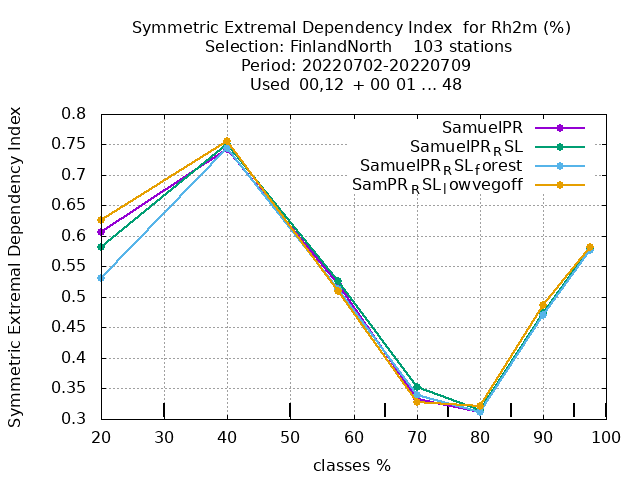 Symmetric Extremal Dependency Index for Rh2m (%)
Selection: FinlandNorth 103 stations
Period: 20220702-20220709
Used 00,12 + 00 01 ... 48
Symmetric Extremal Dependency Index
0.8
0.75
0.7
0.65
0.6
0.55
0.5
0.45
0.4
0.35
0.3
SamuelPR
SamuelPR_RSL
SamuelPR_RSL_forest
SamPR_RSL_lowvegoff
20 30 40 50 60 70 80 90 100
classes %